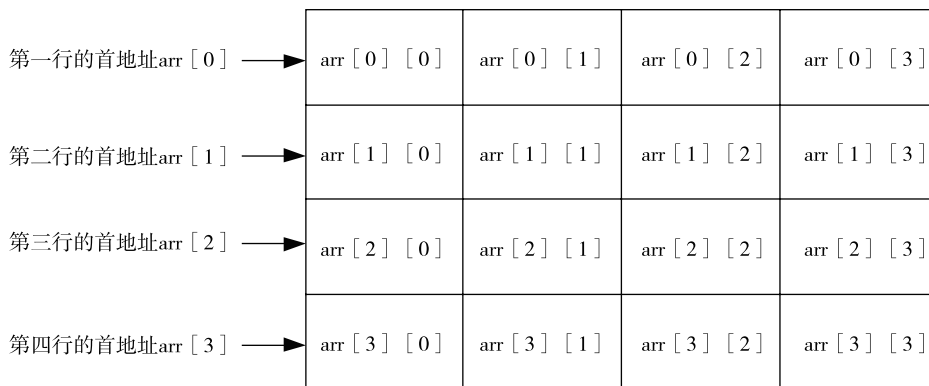 第一行的首地址arr［0］ arr［0］［0］ arr［0］［1］ arr［0］［2］ arr［0］［3］
第二行的首地址arr［1］ arr［1］［0］ arr［1］［1］ arr［1］［2］ arr［1］［3］
第三行的首地址arr［2］ arr［2］［0］ arr［2］［1］ arr［2］［2］ arr［2］［3］
第四行的首地址arr［3］ arr［3］［0］ arr［3］［1］ arr［3］［2］ arr［3］［3］